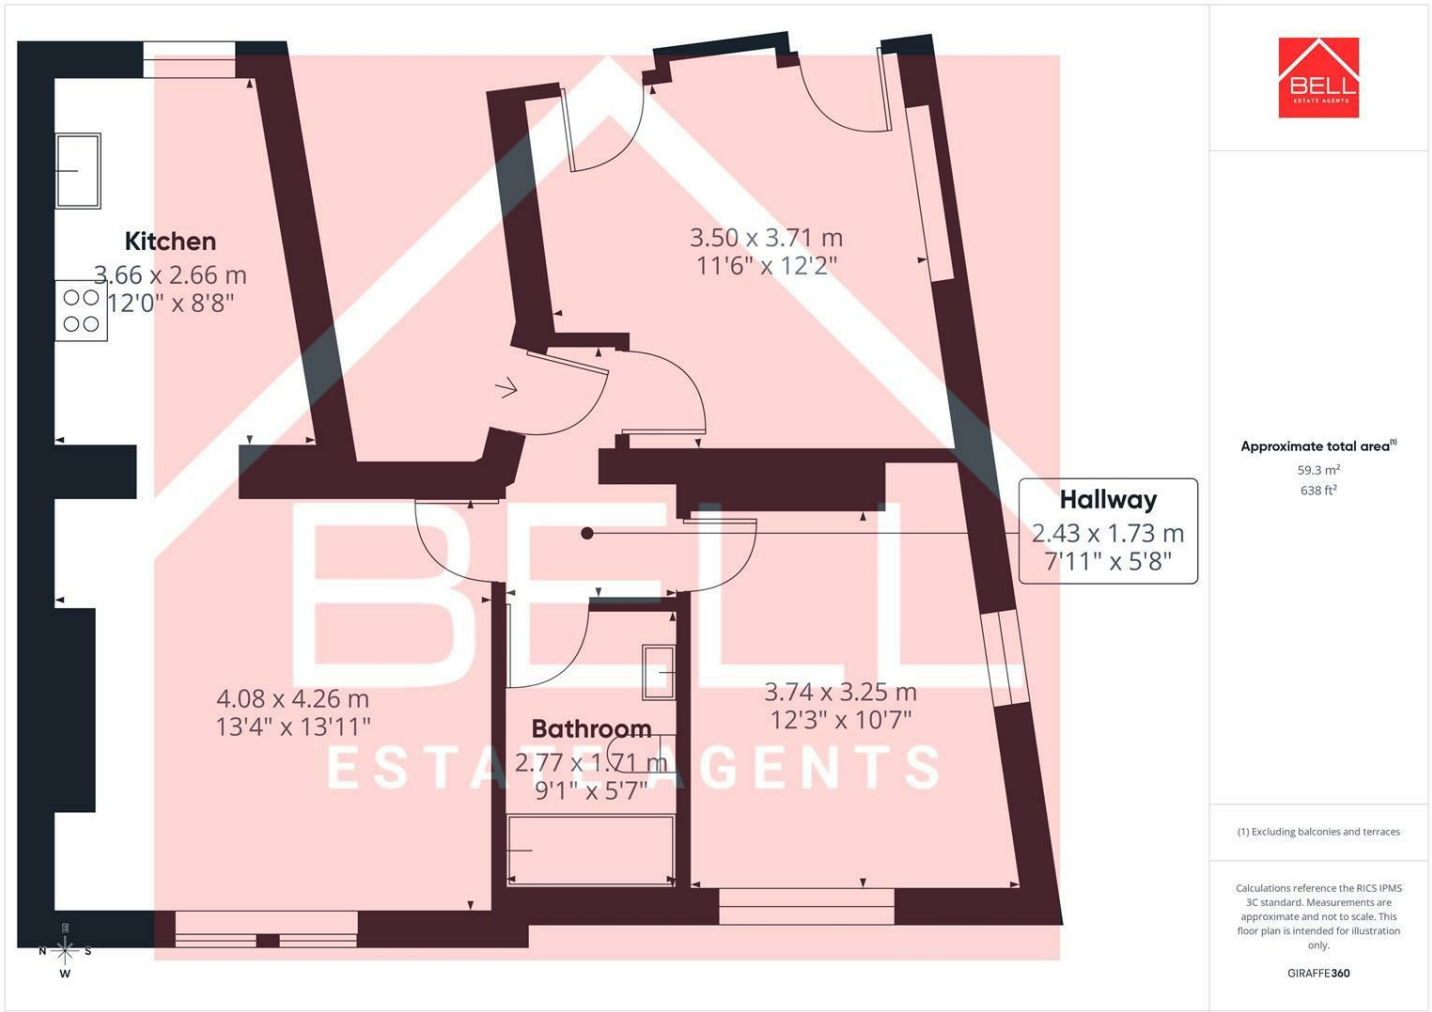 Kitchen
3.66 x 2.66 m
12'0" x 8'8"
3.50 x 3.71 m
11'6" x 12'2"
Hallway
2.43 x 1.73 m
7'11" x 5'8"
4.08 x 4.26 m
13'4" x 13'11"
Bathroom
2.77 x 1.71 m
9'1" x 5'7"
3.74 x 3.25 m
12'3" x 10'7"
BELL
ESTATE AGENTS
E
N S
W
BELL
ESTATE AGENTS
Approximate total area(1)
59.3 m²
638 ft²
(1) Excluding balconies and terraces
Calculations reference the RICS IPMS
3C standard. Measurements are
approximate and not to scale. This
floor plan is intended for illustration
only.
GIRAFFE360